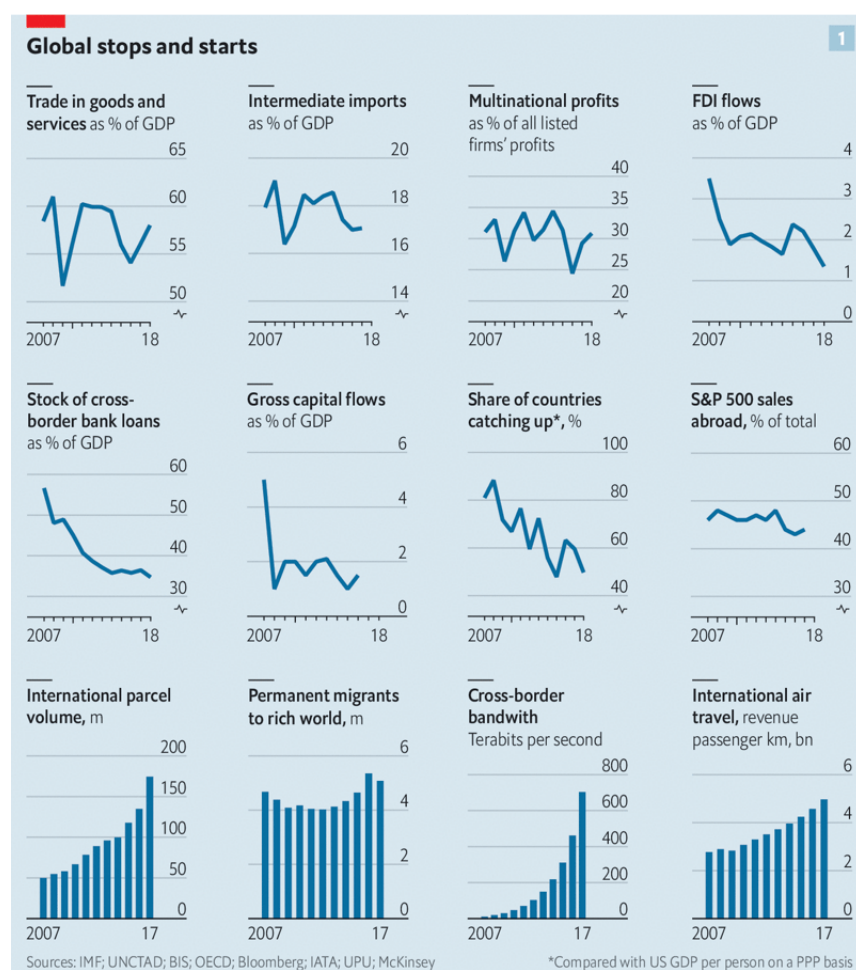 Global stops and starts
1
Trade in goods and
services as % of GDP
65
60
55
50
2007
18
Intermediate imports
as % of GDP
20
18
16
14
2007
18
Multinational profits
as % of all listed
firms' profits
40
35
30
25
20
2007
18
FDI flows
as % of GDP
4
3
2
1
0
2007
18
Stock of cross-
border bank loans
as % of GDP
60
50
40
30
2007
18
Gross capital flows
as % of GDP
6
4
2
0
2007
18
Share of countries
catching up*, %
100
80
60
40
2007
18
S&P 500 sales
abroad, % of total
60
50
40
30
2007
18
International parcel
volume, m
200
150
100
50
0
2007
17
Permanent migrants
to rich world, m
6
4
2
0
2007
17
Cross-border
bandwith
Terabits per second
800
600
400
200
0
2007
17
International air
travel, revenue
passenger km, bn
6
4
2
0
2007
17
Sources: IMF; UNCTAD; BIS; OECD; Bloomberg; IATA; UPU; McKinsey
*Compared with US GDP per person on a PPP basis